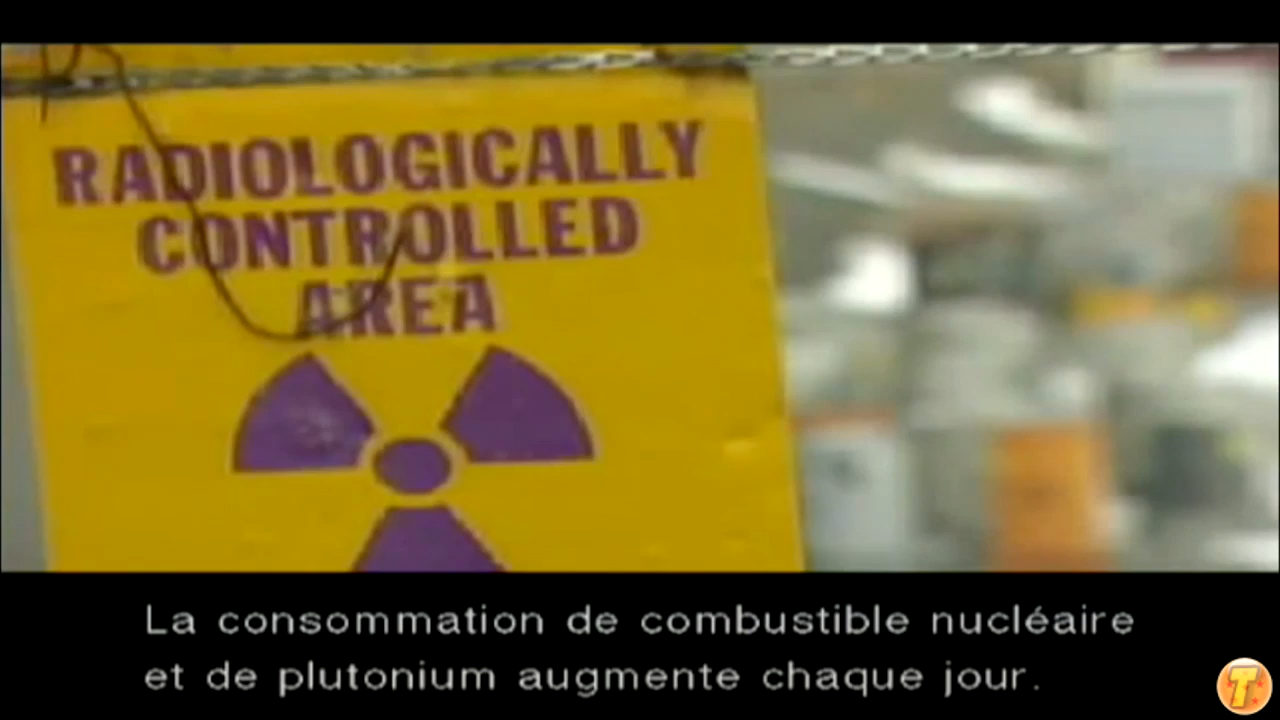 RADIOLOGICALLY
CONTROLLED
AREA
La consommation de combustible nucléaire
et de plutonium augmente chaque jour.
T